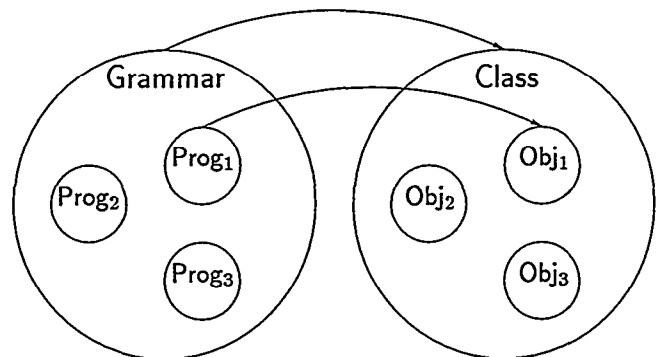 Grammar
Class
Prog₁
Obj₁
Prog₂
Obj₂
Prog₃
Obj₃